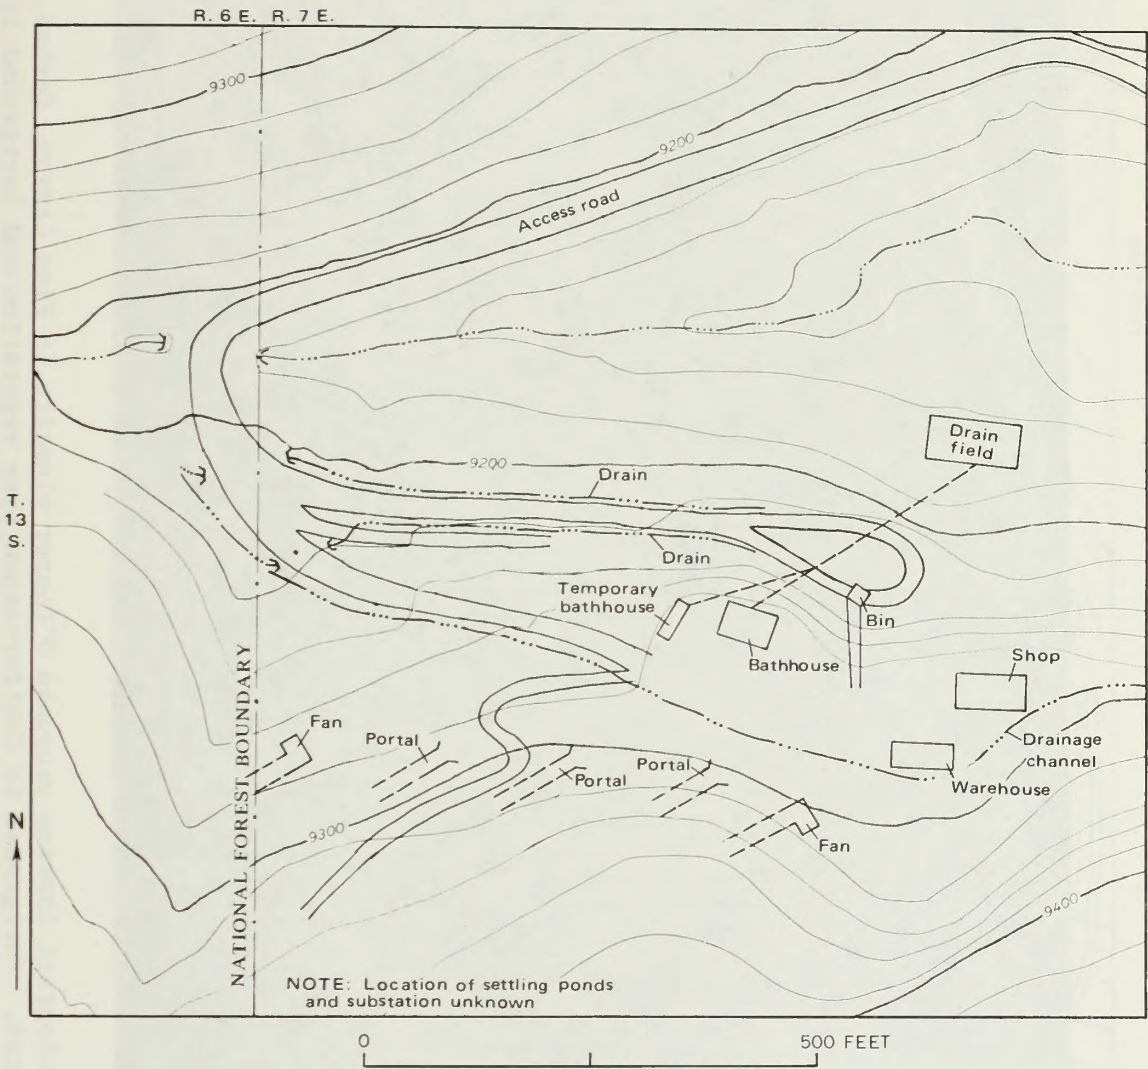 R. 6 E. R. 7 E.
9300
9200
Access road
Drain
field
9200
Drain
T.
13
S.
Drain
Temporary
bathhouse
Bin
Bathhouse
Shop
Fan
Portal
Portal
Portal
Drainage
channel
Warehouse
N
9300
Fan
NATIONAL FOREST BOUNDARY
9400
NOTE: Location of settling ponds
and substation unknown
0
500 FEET